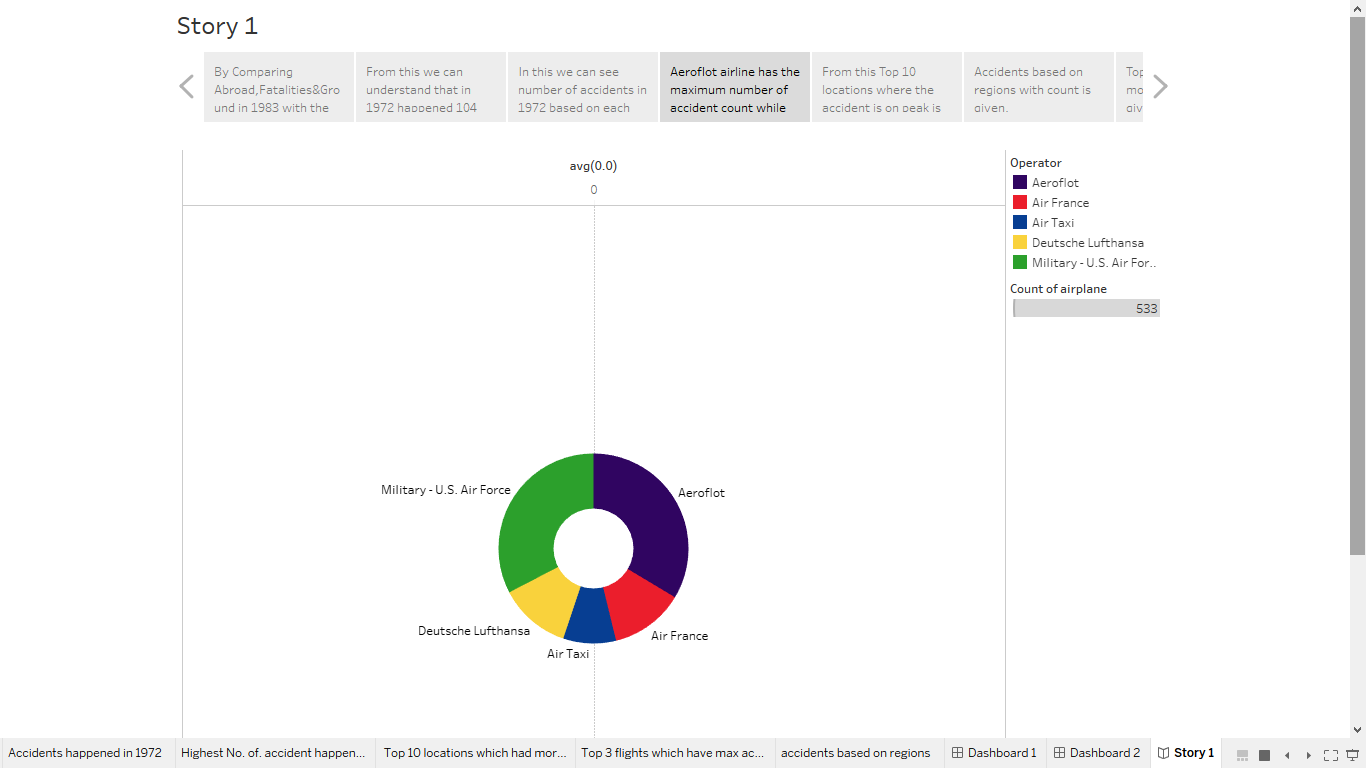 Story 1
By Comparing
Abroad,Fatalities&Gro
und in 1983 with the
From this we can
understand that in
1972 happened 104
In this we can see
number of accidents in
1972 based on each
Aeroflot airline has the
maximum number of
accident count while
From this Top 10
locations where the
accident is on peak is
Accidents based on
regions with count is
given.
Top
mo
giv
avg(0.0)
0
Operator
Aeroflot
Air France
Air Taxi
Deutsche Lufthansa
Military - U.S. Air For..
Count of airplane
533
Military - U.S. Air Force
Aeroflot
Deutsche Lufthansa
Air France
Air Taxi
Accidents happened in 1972
Highest No. of. accident happen...
Top 10 locations which had mor...
Top 3 flights which have max ac...
accidents based on regions
Dashboard 1
Dashboard 2
Story 1